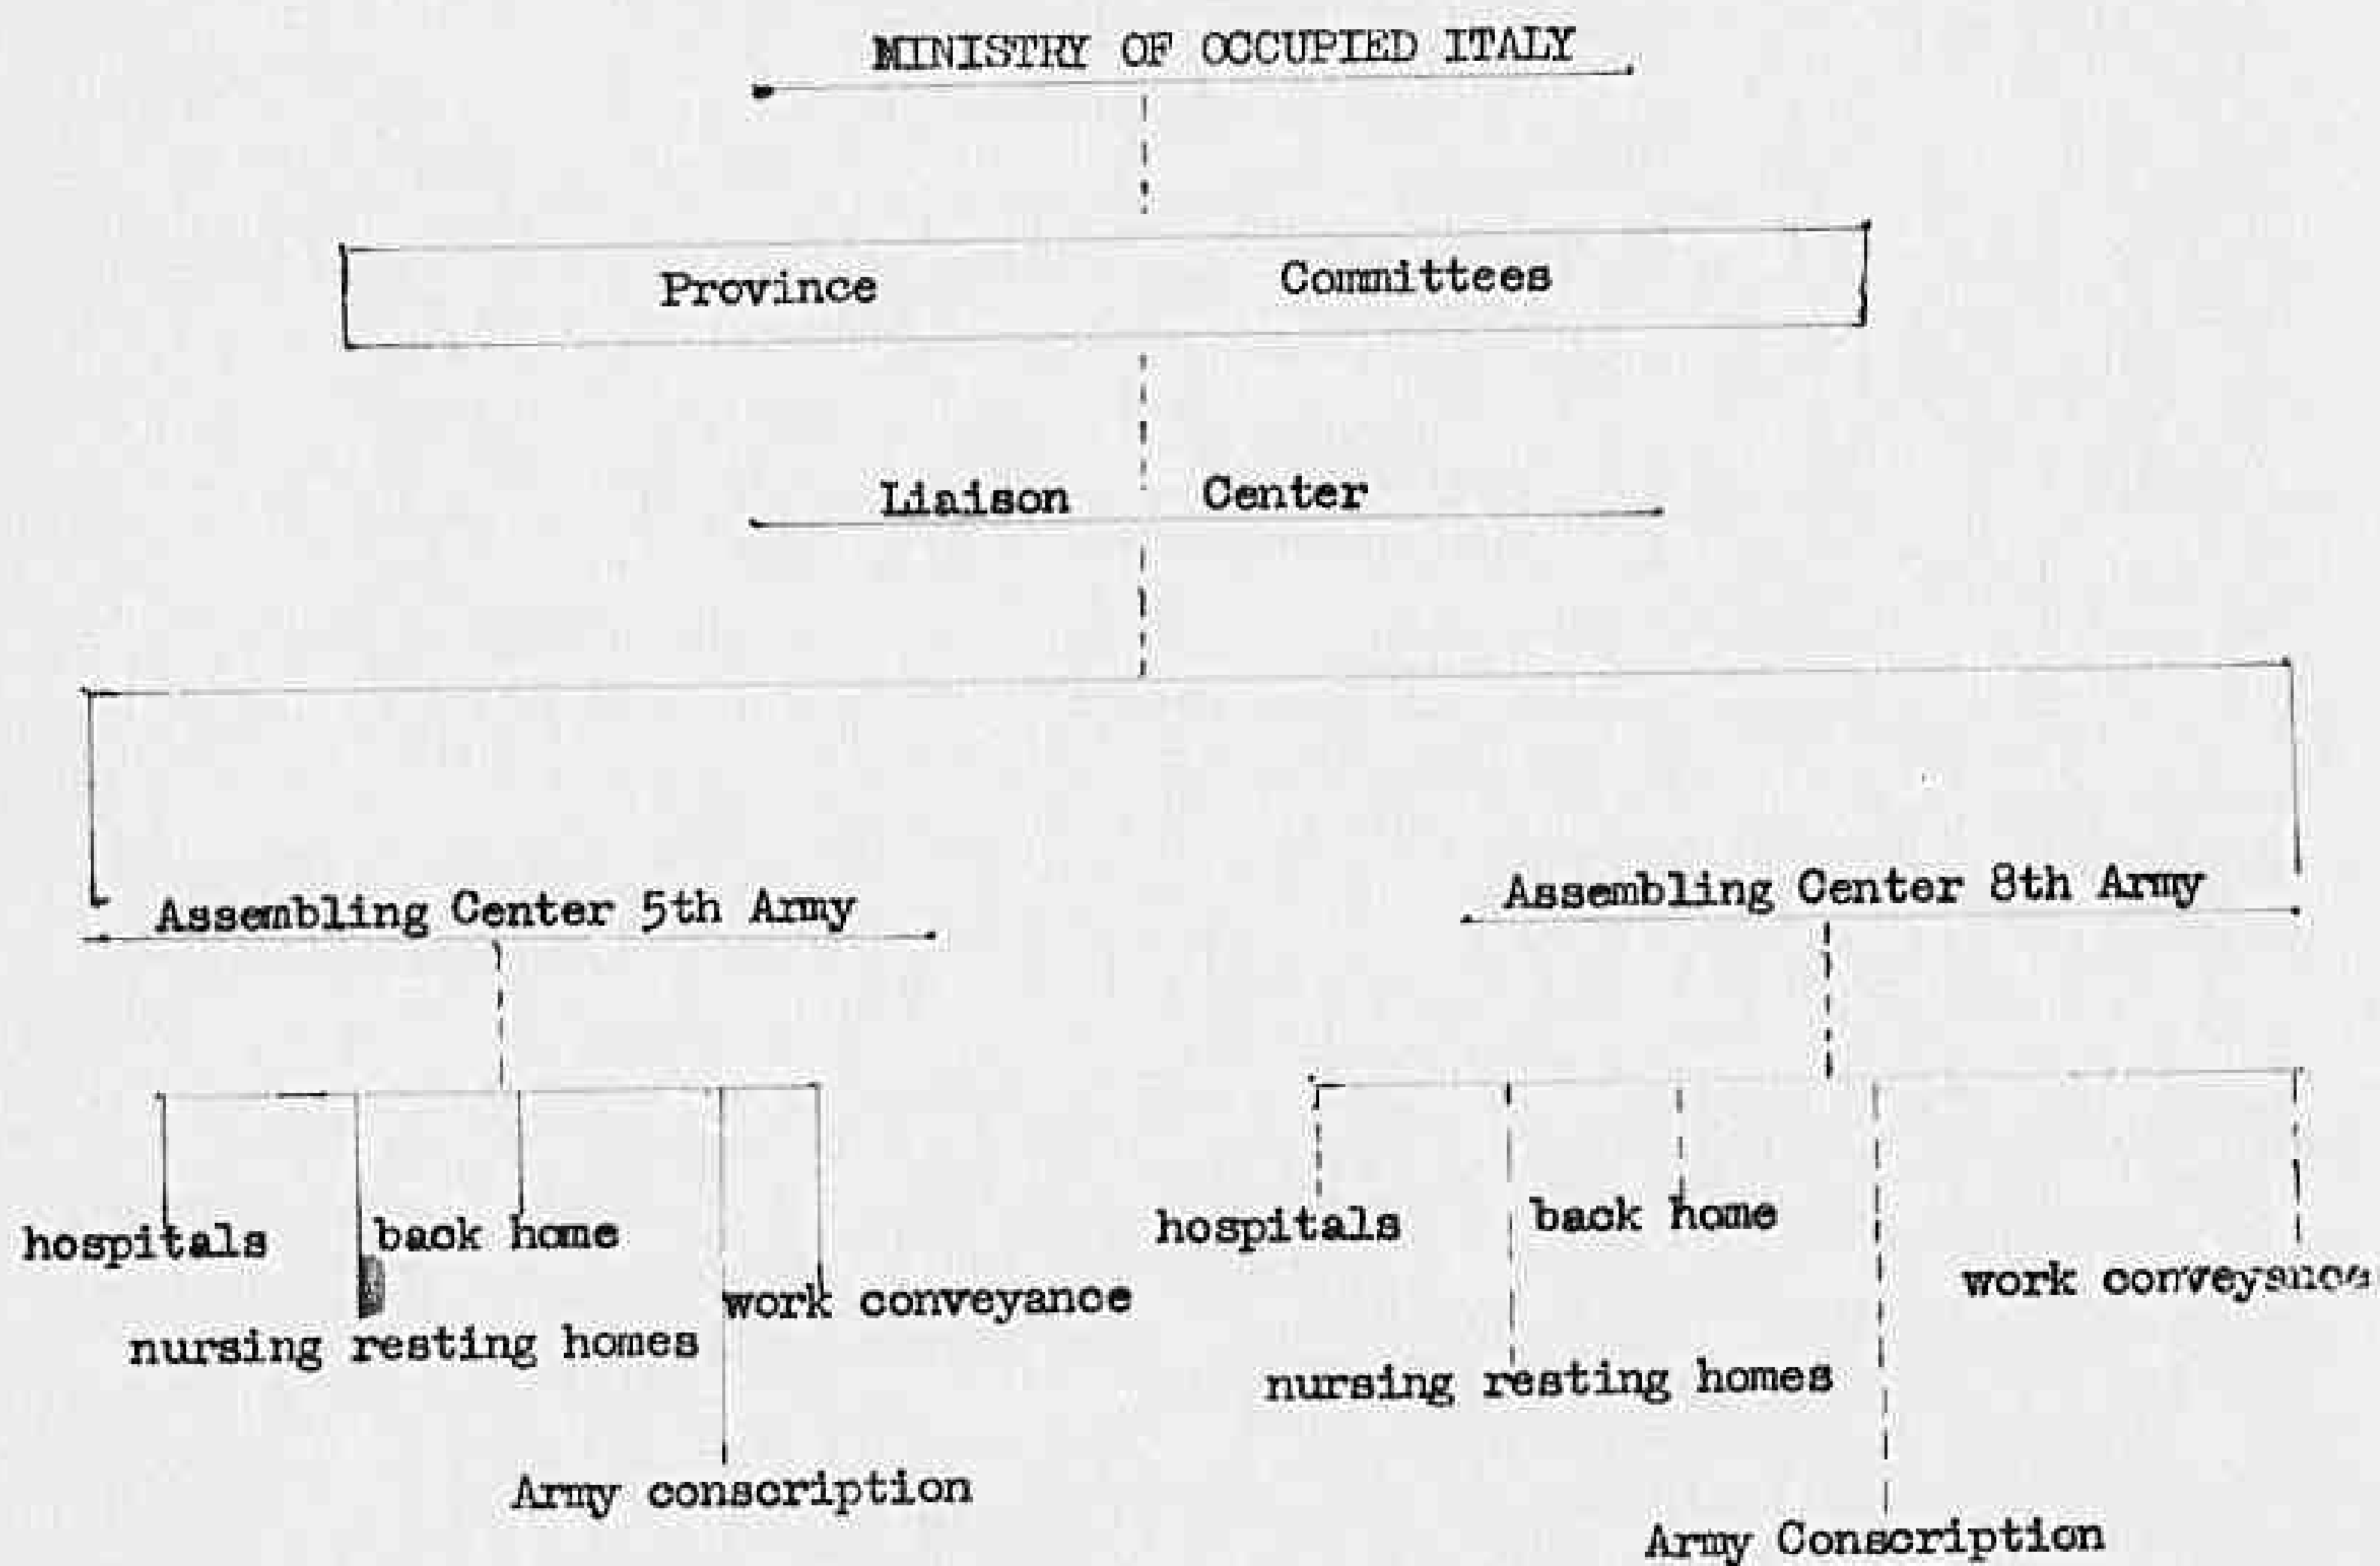 MINISTRY OF OCCUPIED ITALY
Province Committees
Liaison Center
Assembling Center 5th Army
Assembling Center 8th Army
hospitals
back home
work conveyance
nursing resting homes
Army conscription
hospitals
back home
work conveyance
nursing resting homes
Army Conscription